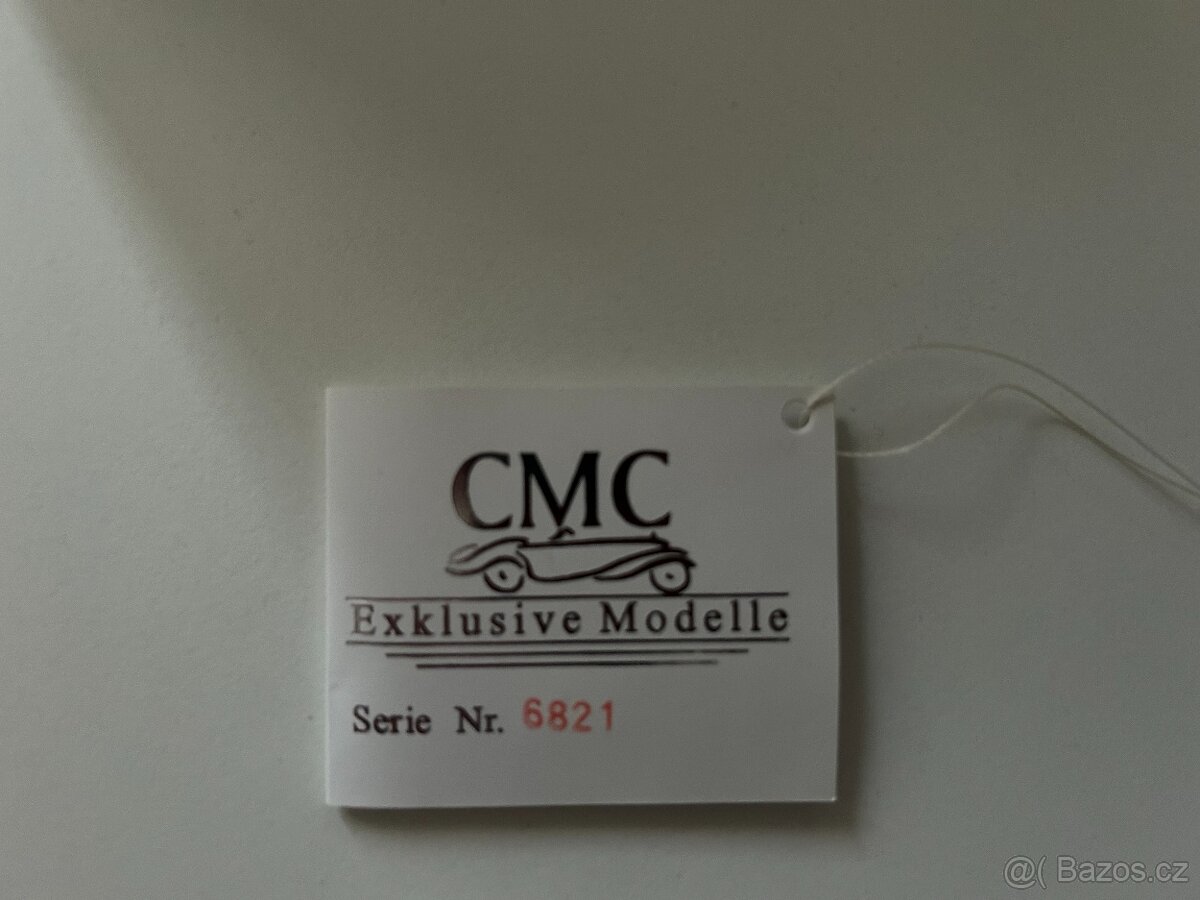 CMC
Exklusive Modelle
Serie Nr. 6821
@( Bazos.cz